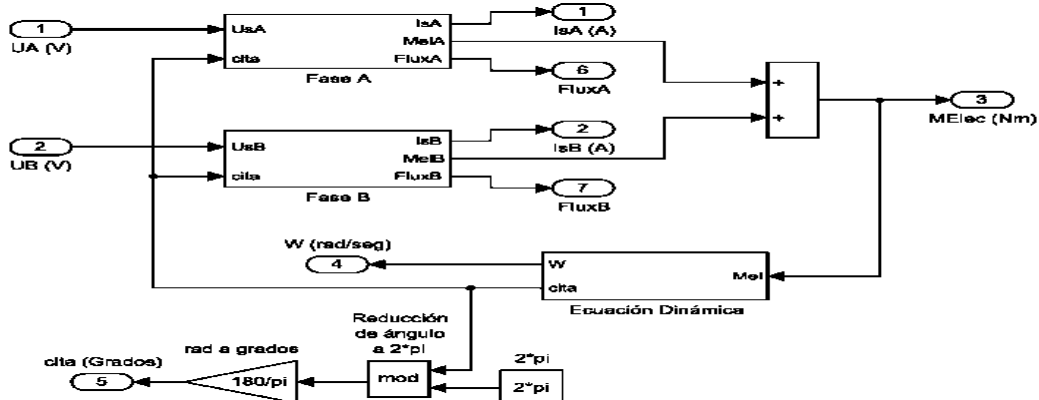 1
UA (V)
UsA
cita
IsA
MelA
FluxA
Fase A
1
IsA (A)
6
FluxA
2
UB (V)
UsB
cita
IsB
MelB
FluxB
Fase B
2
IsB (A)
7
FluxB
+
+
3
MElec (Nm)
W (rad/seg)
4
W
cita
Mel
Ecuación Dinámica
Reducción
de ángulo
a 2*pi
mod
2*pi
2*pi
rad a grados
180/pi
cita (Grados)
5